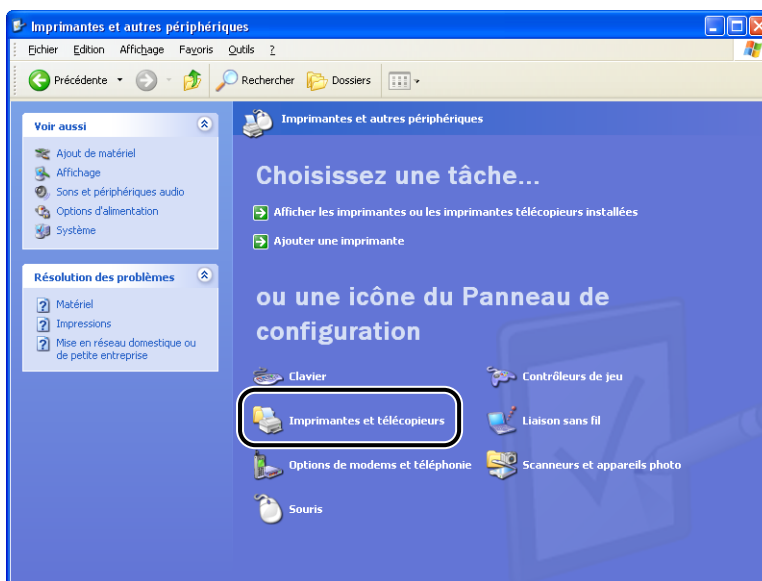 Imprimantes et autres périphériques
Fichier Edition Affichage Favoris Outils ?
Précédente Rechercher Dossiers
Voir aussi
Ajout de matériel
Affichage
Sons et périphériques audio
Options d'alimentation
Système
Résolution des problèmes
Matériel
Impressions
Mise en réseau domestique ou
de petite entreprise
Imprimantes et autres périphériques
Choisissez une tâche...
Afficher les imprimantes ou les imprimantes télécopieurs installées
Ajouter une imprimante
ou une icône du Panneau de
configuration
Clavier
Contrôleurs de jeu
Imprimantes et télécopieurs
Liaison sans fil
Options de modems et téléphonie
Scanneurs et appareils photo
Souris